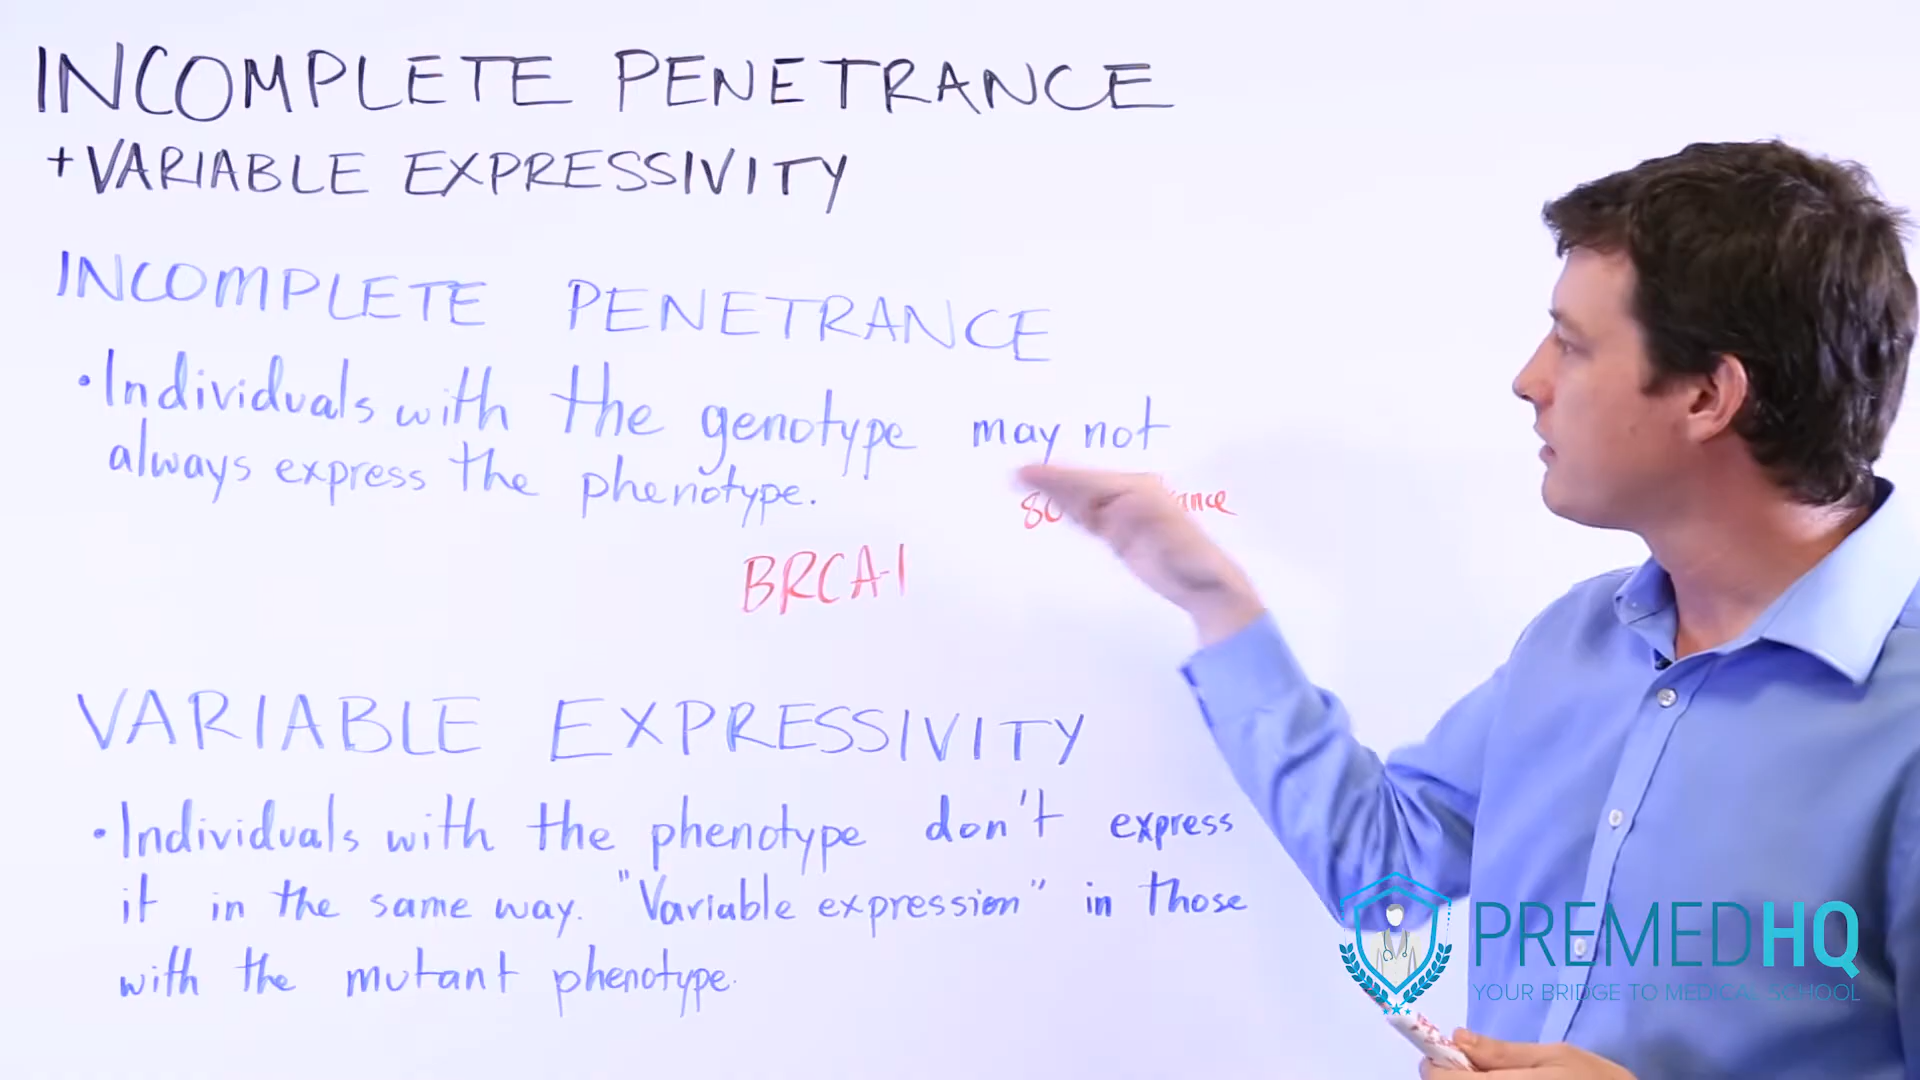 INCOMPLETE PENETRANCE
+ VARIABLE EXPRESSIVITY
INCOMPLETE PENETRANCE
• Individuals with the genotype may not
always express the phenotype.
BRCA-1
VARIABLE EXPRESSIVITY
• Individuals with the phenotype don't express
it in the same way. "Variable expression" in those
with the mutant phenotype.
PREMEDHQ
YOUR BRIDGE TO MEDICAL SCHOOL